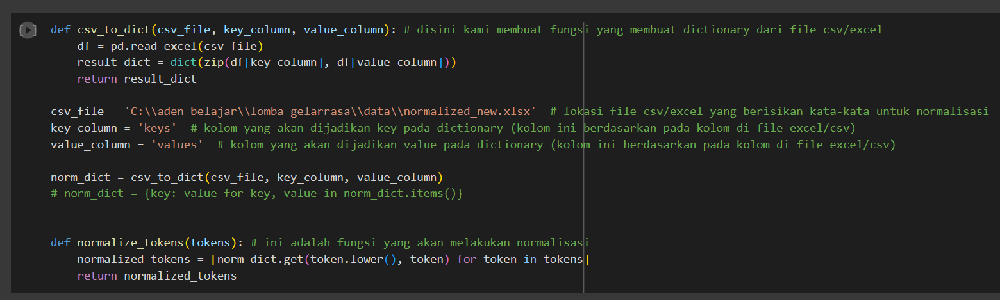 def csv_to_dict(csv_file, key_column, value_column): # disini kami membuat fungsi yang membuat dictionary dari file csv/excel
    df = pd.read_excel(csv_file)
    result_dict = dict(zip(df[key_column], df[value_column]))
    return result_dict
csv_file = 'C:\\aden belajar\\lomba gelarrasa\\data\\normalized_new.xlsx'  # lokasi file csv/excel yang berisikan kata-kata untuk normalisasi
key_column = 'keys'  # kolom yang akan dijadikan key pada dictionary (kolom ini berdasarkan pada kolom di file excel/csv)
value_column = 'values'  # kolom yang akan dijadikan value pada dictionary (kolom ini berdasarkan pada kolom di file excel/csv)
norm_dict = csv_to_dict(csv_file, key_column, value_column)
# norm_dict = {key: value for key, value in norm_dict.items()}
def normalize_tokens(tokens): # ini adalah fungsi yang akan melakukan normalisasi
    normalized_tokens = [norm_dict.get(token.lower(), token) for token in tokens]
    return normalized_tokens